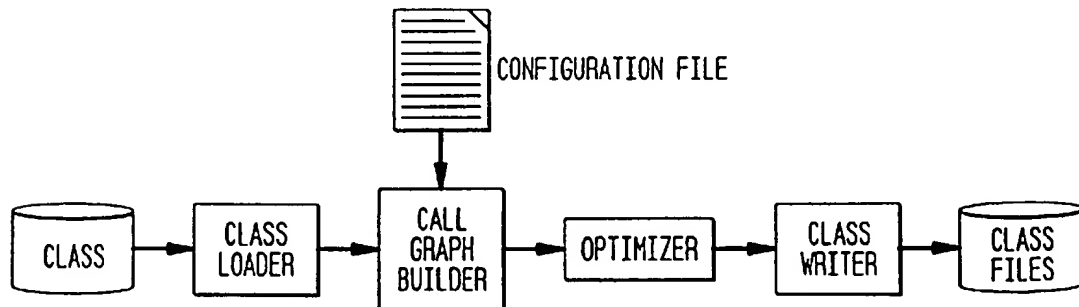 CONFIGURATION FILE
CLASS
CLASS
LOADER
CALL
GRAPH
BUILDER
OPTIMIZER
CLASS
WRITER
CLASS
FILES